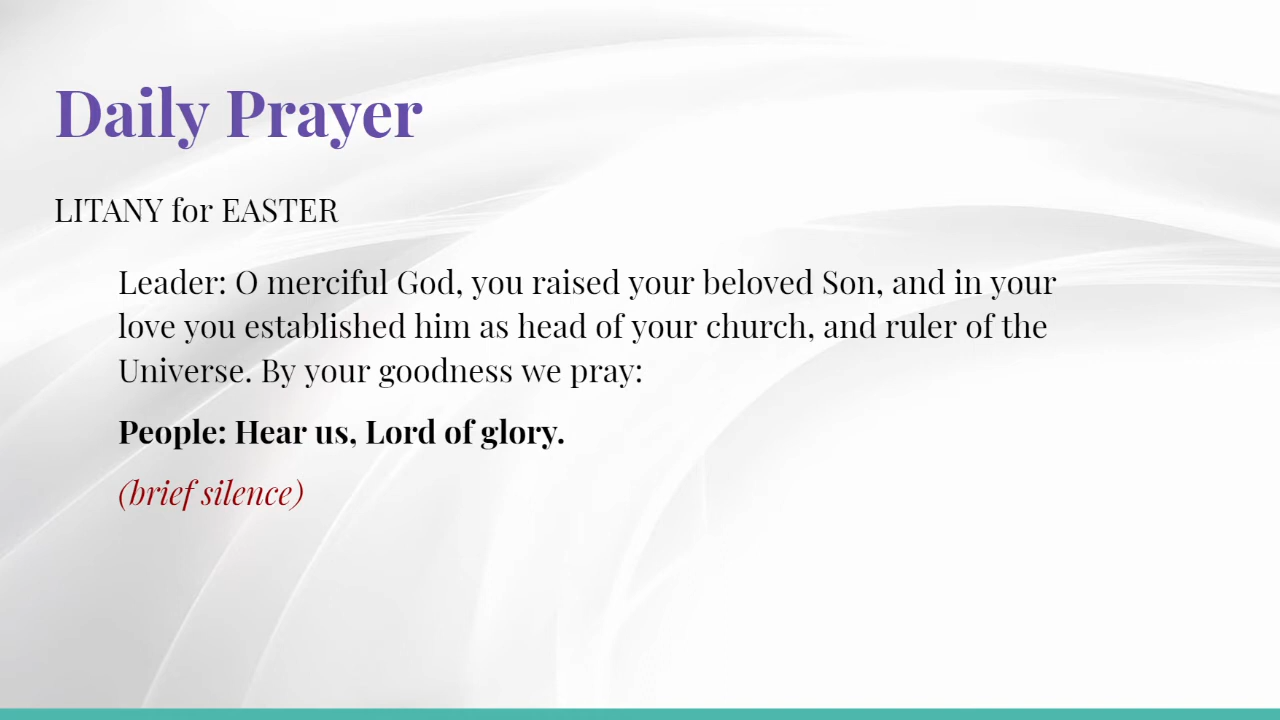 Daily Prayer
LITANY for EASTER
Leader: O merciful God, you raised your beloved Son, and in your
love you established him as head of your church, and ruler of the
Universe. By your goodness we pray:
People: Hear us, Lord of glory.
(brief silence)